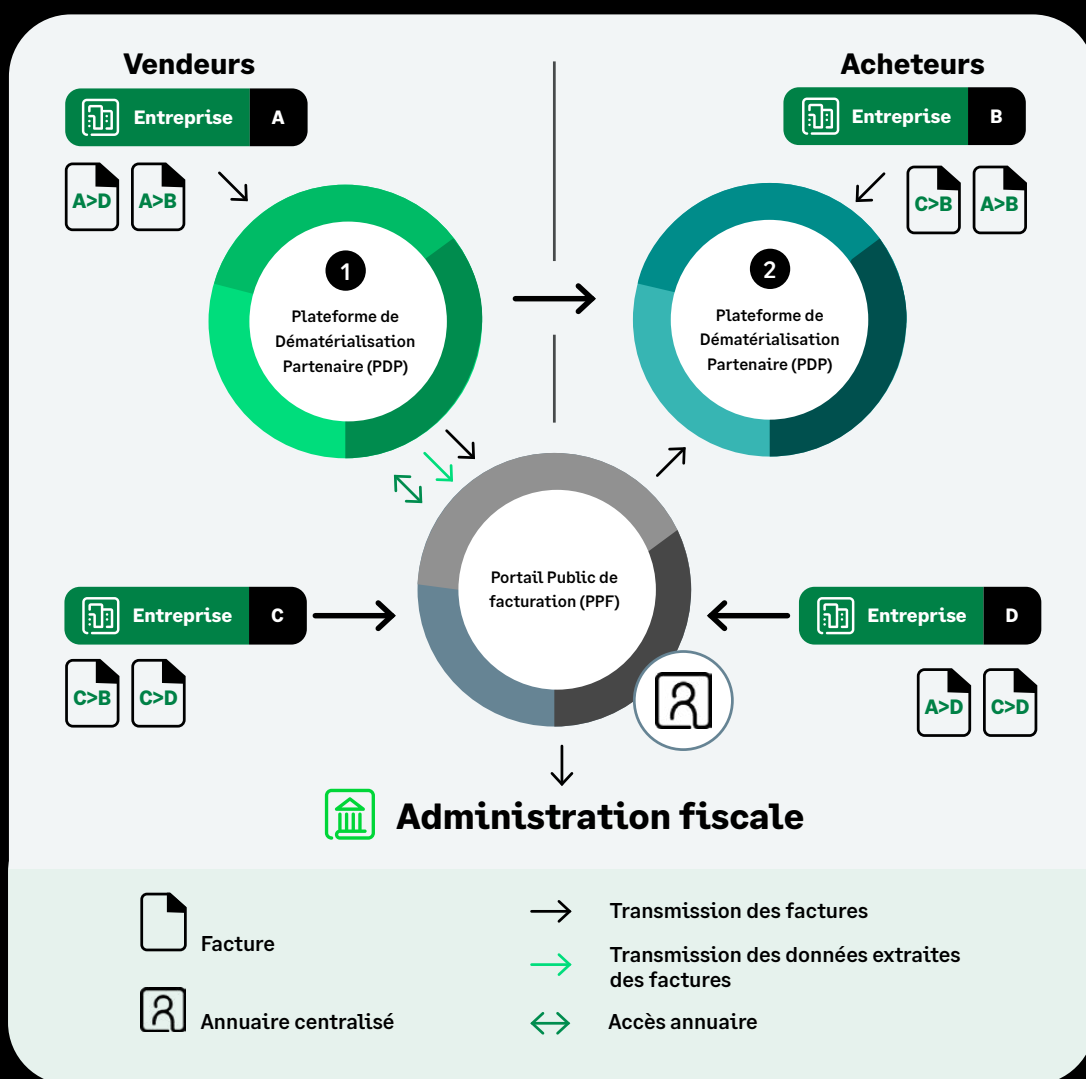 Vendeurs
Acheteurs
Entreprise A
Entreprise B
A>D A>B
C>B A>B
1
Plateforme de
Dématérialisation
Partenaire (PDP)
2
Plateforme de
Dématérialisation
Partenaire (PDP)
Portail Public de
facturation (PPF)
Entreprise C
Entreprise D
C>B C>D
A>D C>D
Administration fiscale
Facture
Annuaire centralisé
Transmission des factures
Transmission des données extraites
des factures
Accès annuaire